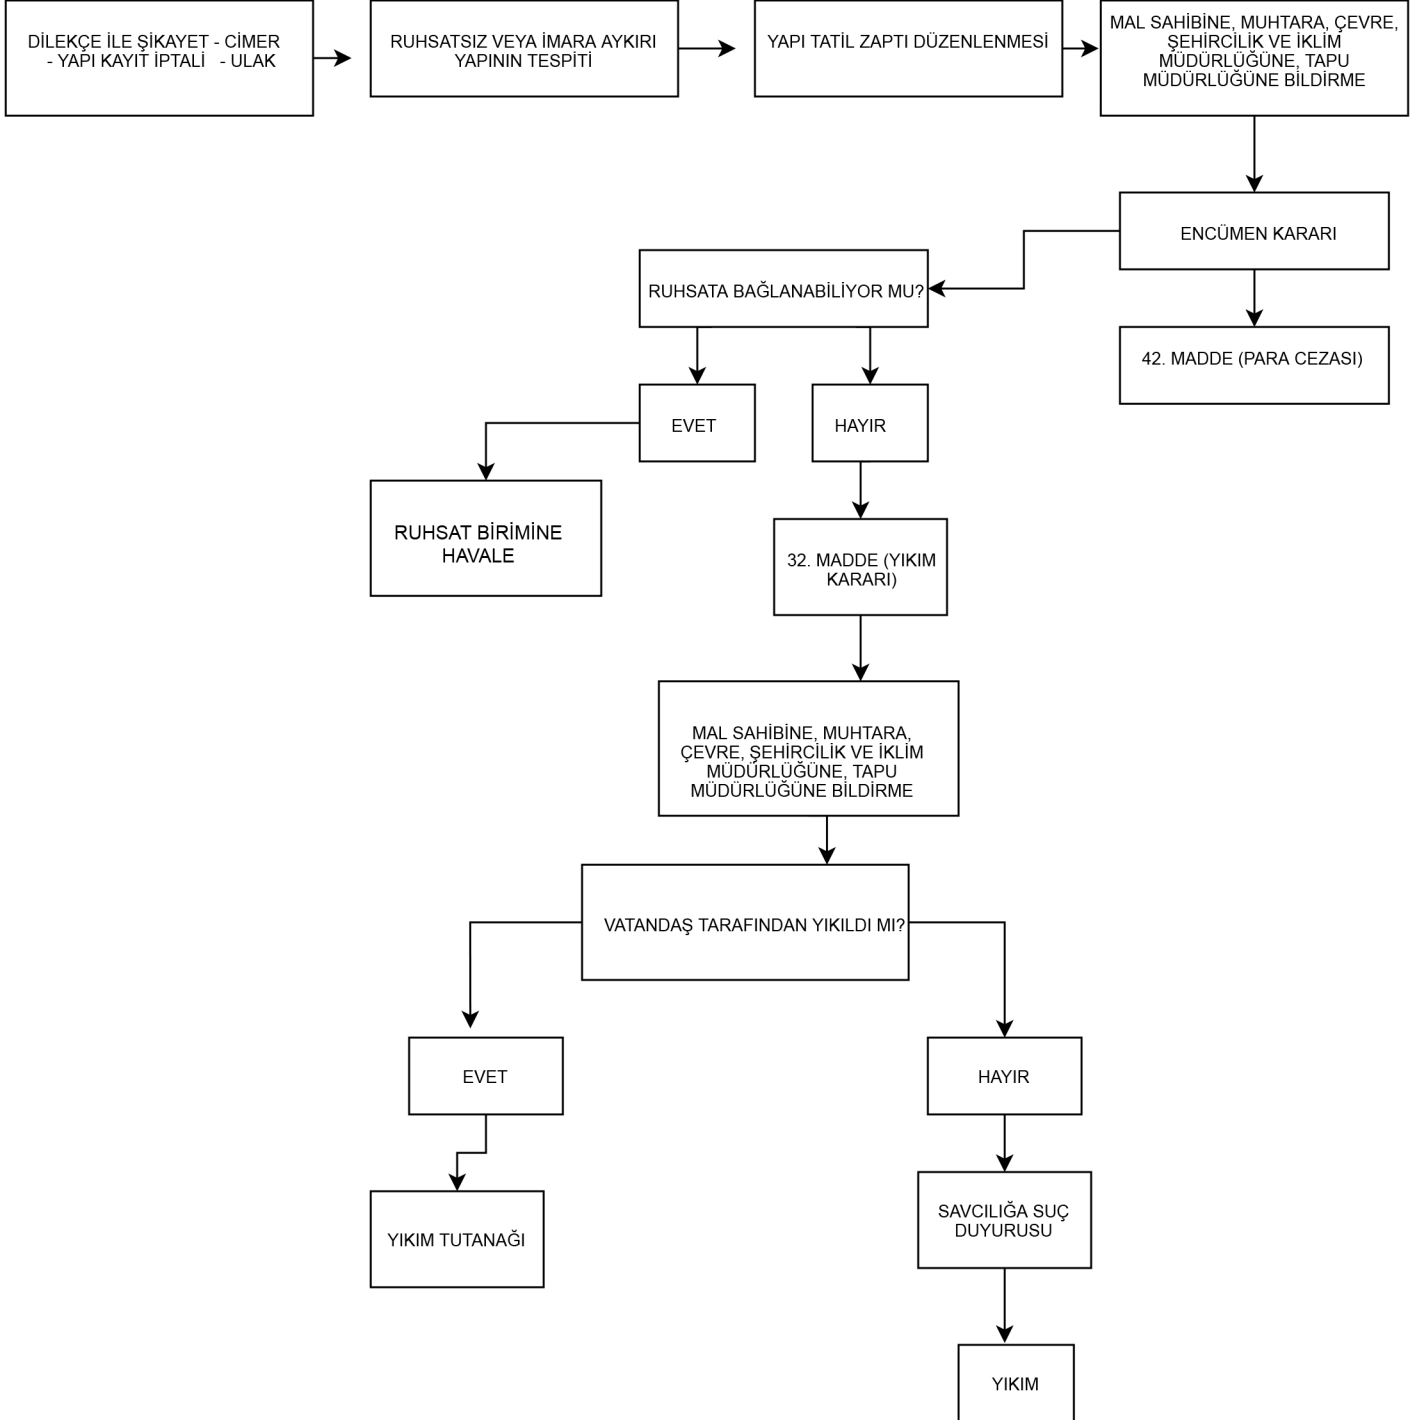 DİLEKÇE İLE ŞİKAYET - CİMER
- YAPI KAYIT İPTALİ - ULAK
RUHSATSIZ VEYA İMARA AYKIRI
YAPININ TESPİTİ
YAPI TATİL ZAPTI DÜZENLENMESİ
MAL SAHİBİNE, MUHTARA, ÇEVRE,
ŞEHİRCİLİK VE İKLİM
MÜDÜRLÜĞÜNE, TAPU
MÜDÜRLÜĞÜNE BİLDİRME
ENCÜMEN KARARI
RUHSATA BAĞLANABİLİYOR MU?
42. MADDE (PARA CEZASI)
EVET
HAYIR
RUHSAT BİRİMİNE
HAVALE
32. MADDE (YIKIM
KARARI)
MAL SAHİBİNE, MUHTARA,
ÇEVRE, ŞEHİRCİLİK VE İKLİM
MÜDÜRLÜĞÜNE, TAPU
MÜDÜRLÜĞÜNE BİLDİRME
VATANDAŞ TARAFINDAN YIKILDI MI?
EVET
HAYIR
YIKIM TUTANAĞI
SAVCILIĞA SUÇ
DUYURUSU
YIKIM